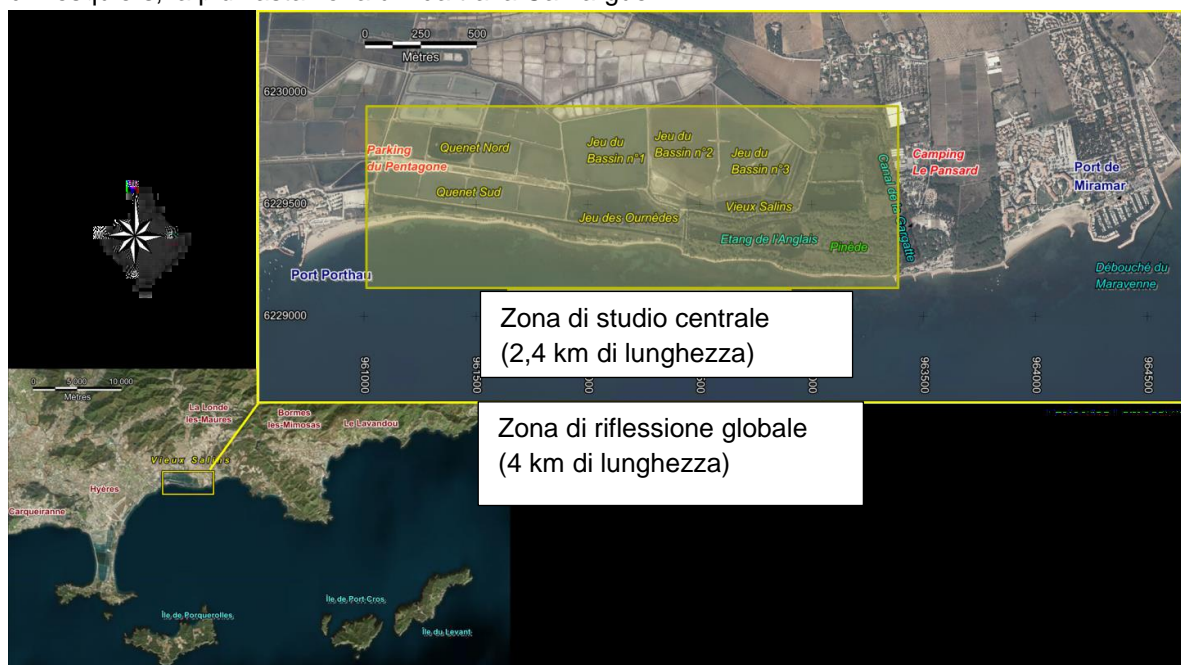 0 250 500
Mètres
6230000
Parking
du Pentagone
Quenet Nord
Jeu du
Bassin n°1
Jeu du
Bassin n°2
Jeu du
Bassin n°3
Camping
Le Pansard
Port de
Miramar
Canal de la Gargatte
Quenet Sud
6229500
Jeu des Ournèdes
Vieux Salins
Etang de l'Anglais
Pinède
Port Porthau
Débouché du
Maravenne
6229000
Zona di studio centrale
(2,4 km di lunghezza)
961000
961500
963500
964000
964500
Zona di riflessione globale
(4 km di lunghezza)
0 5 000 10 000
Mètres
La Londe
les-Maures
Bormes
les-Mimosas
Le Lavandou
Vieux Salins
Hyères
Carqueiranne
Île de Porquerolles
Île de Port Cros
Île du Levant